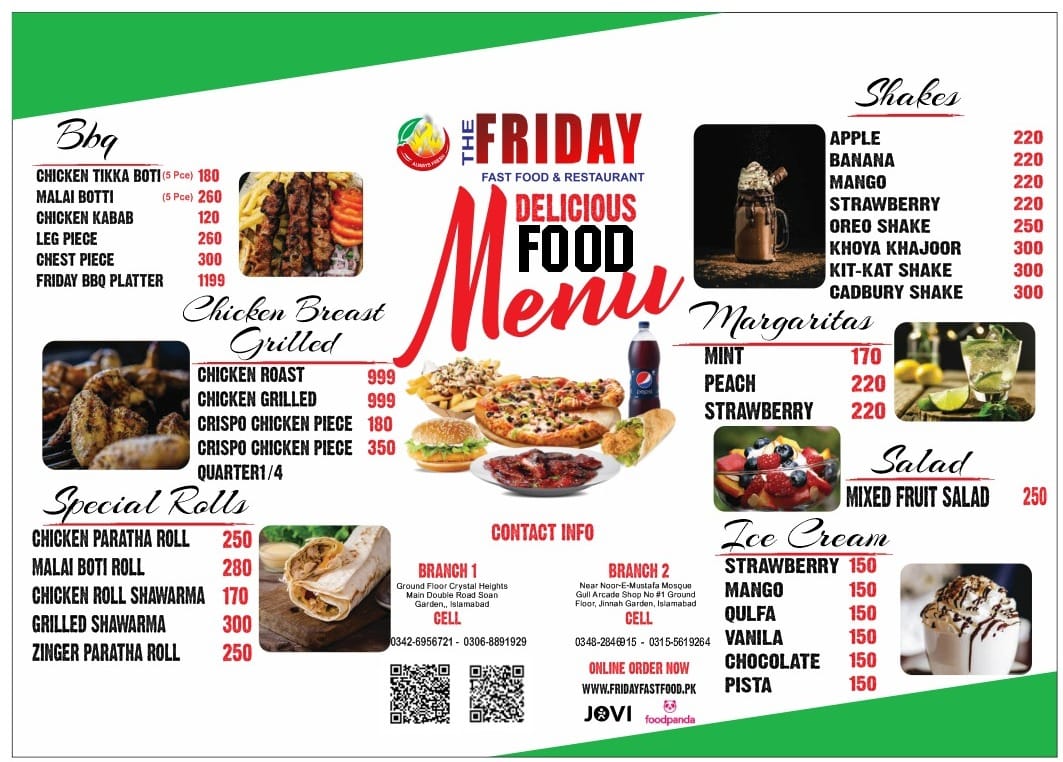 ALWAYS FRESH
THE FRIDAY
FAST FOOD & RESTAURANT
DELICIOUS
FOOD
Menu
Bbq
CHICKEN TIKKA BOTI (5 Pce) 180
MALAI BOTTI (5 Pce) 260
CHICKEN KABAB 120
LEG PIECE 260
CHEST PIECE 300
FRIDAY BBQ PLATTER 1199
Chicken Breast
Grilled
CHICKEN ROAST 999
CHICKEN GRILLED 999
CRISPO CHICKEN PIECE 180
CRISPO CHICKEN PIECE 350
QUARTER1/4
Special Rolls
CHICKEN PARATHA ROLL 250
MALAI BOTI ROLL 280
CHICKEN ROLL SHAWARMA 170
GRILLED SHAWARMA 300
ZINGER PARATHA ROLL 250
pepsi
CONTACT INFO
BRANCH 1
Ground Floor Crystal Heights
Main Double Road Soan
Garden,, Islamabad
CELL
0342-6956721 - 0306-8891929
BRANCH 2
Near Noor-E-Mustafa Mosque
Gull Arcade Shop No #1 Ground
Floor, Jinnah Garden, Islamabad
CELL
0348-2846915 - 0315-5619264
ONLINE ORDER NOW
WWW.FRIDAYFASTFOOD.PK
JOVI
foodpanda
Shakes
APPLE 220
BANANA 220
MANGO 220
STRAWBERRY 220
OREO SHAKE 250
KHOYA KHAJOOR 300
KIT-KAT SHAKE 300
CADBURY SHAKE 300
Margaritas
MINT 170
PEACH 220
STRAWBERRY 220
Salad
MIXED FRUIT SALAD 250
Ice Cream
STRAWBERRY 150
MANGO 150
QULFA 150
VANILA 150
CHOCOLATE 150
PISTA 150